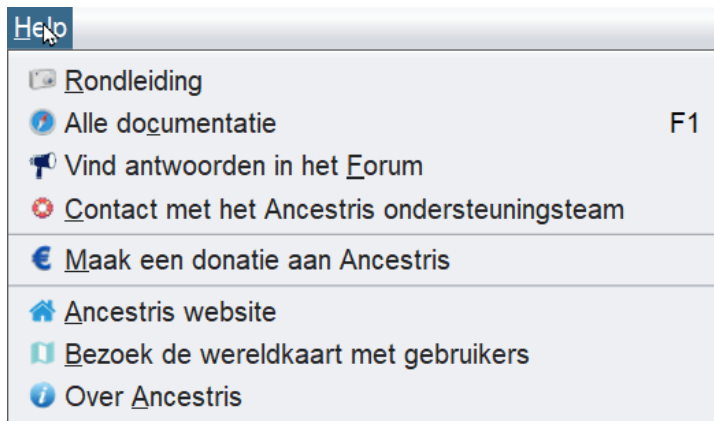 Help
Rondleiding
Alle documentatie F1
Vind antwoorden in het Forum
Contact met het Ancestris ondersteuningsteam
Maak een donatie aan Ancestris
Ancestris website
Bezoek de wereldkaart met gebruikers
Over Ancestris